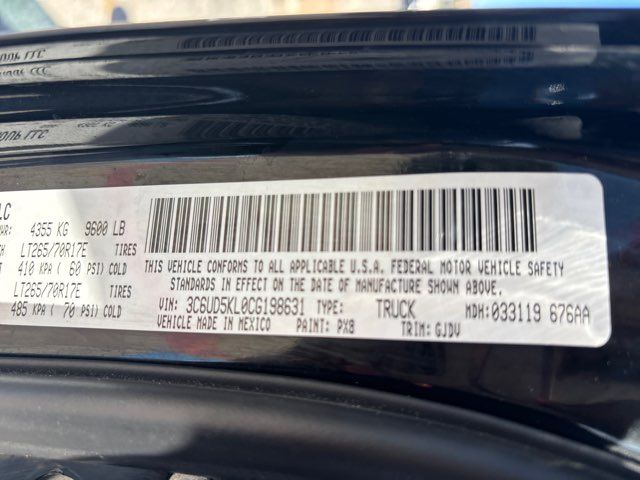 LC
4355 KG 9600 LB
LT265/70R17E TIRES
410 KPA ( 60 PSI) COLD
LT265/70R17E TIRES
485 KPA ( 70 PSI) COLD
THIS VEHICLE CONFORMS TO ALL APPLICABLE U.S.A. FEDERAL MOTOR VEHICLE SAFETY
STANDARDS IN EFFECT ON THE DATE OF MANUFACTURE SHOWN ABOVE.
VIN: 3C6UD5KL0CG198631 TYPE: TRUCK MDH: 033119 676AA
VEHICLE MADE IN MEXICO PAINT: PX8 TRIM: GJDV